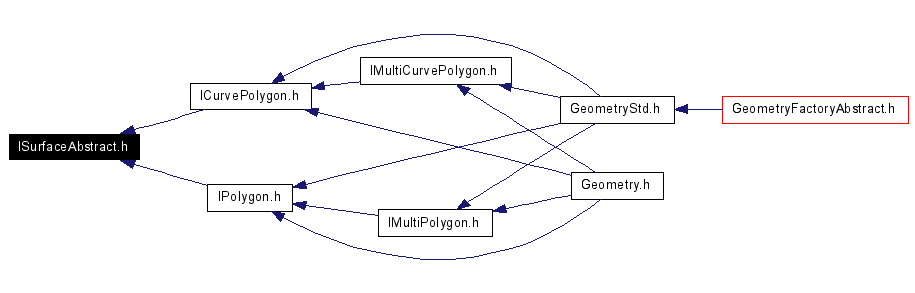 IMultiCurvePolygon.h
ICurvePolygon.h
GeometryStd.h
GeometryFactoryAbstract.h
ISurfaceAbstract.h
Geometry.h
IPolygon.h
IMultiPolygon.h